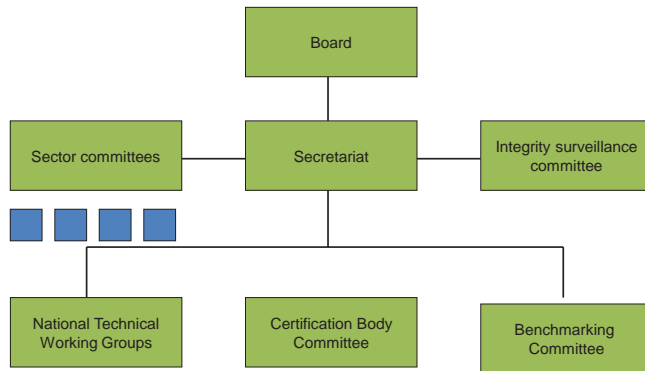 Board
Sector committees
Secretariat
Integrity surveillance
committee
National Technical
Working Groups
Certification Body
Committee
Benchmarking
Committee